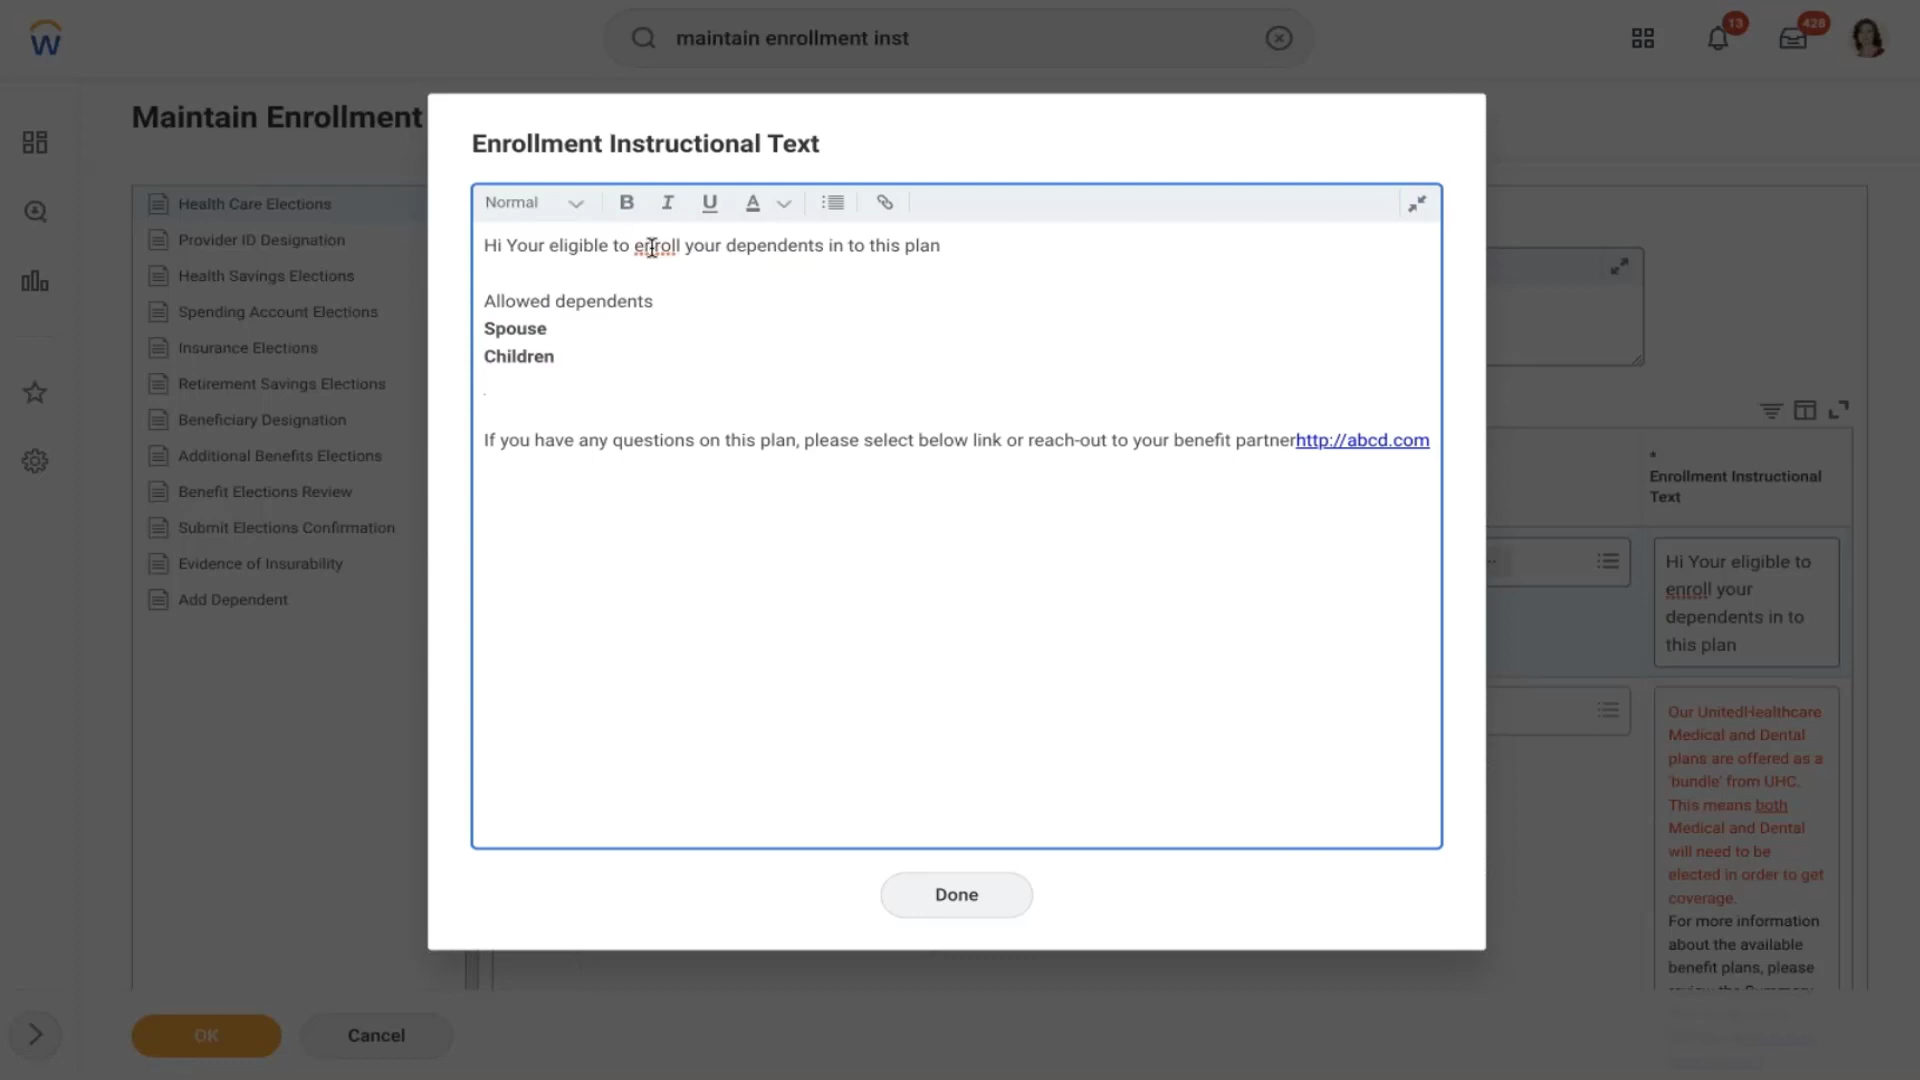 maintain enrollment inst
13
428
Maintain Enrollment
Health Care Elections
Provider ID Designation
Health Savings Elections
Spending Account Elections
Insurance Elections
Retirement Savings Elections
Beneficiary Designation
Additional Benefits Elections
Benefit Elections Review
Submit Elections Confirmation
Evidence of Insurability
Add Dependent
Enrollment Instructional Text
Normal
B I U A
Hi Your eligible to enroll your dependents in to this plan
Allowed dependents
Spouse
Children
.
If you have any questions on this plan, please select below link or reach-out to your benefit partnerhttp://abcd.com
Done
Enrollment Instructional
Text
Hi Your eligible to
enroll your
dependents in to
this plan
Our UnitedHealthcare
Medical and Dental
plans are offered as a
'bundle' from UHC.
This means both
Medical and Dental
will need to be
elected in order to get
coverage.
For more information
about the available
benefit plans, please
review the Summary
OK
Cancel